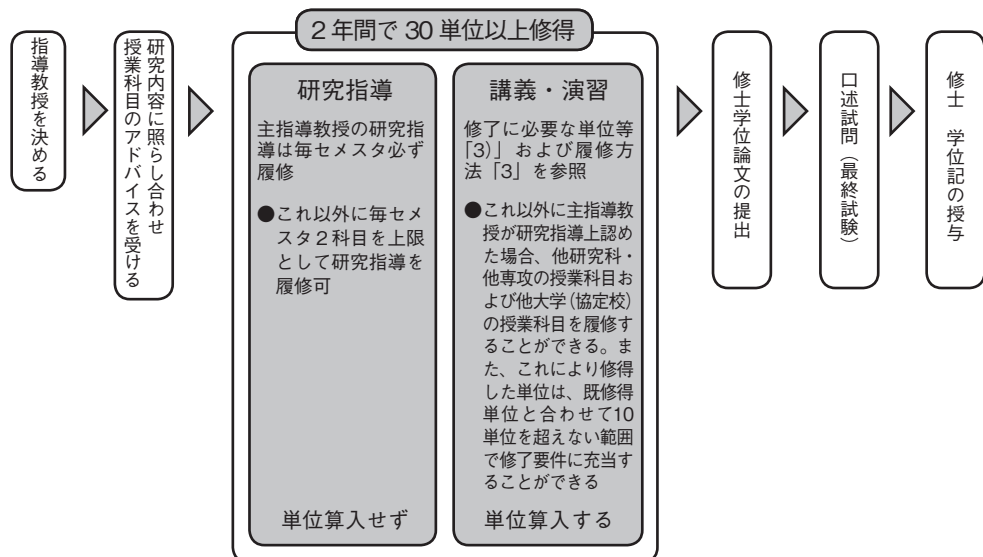 指導教授を決める
研究内容に照らし合わせ
授業科目のアドバイスを受ける
2年間で30単位以上修得
研究指導
主指導教授の研究指
導は毎セメスタ必ず
履修
●これ以外に毎セメ
スタ2科目を上限
として研究指導を
履修可
単位算入せず
講義・演習
修了に必要な単位等
「3)」および履修方
法「3」を参照
●これ以外に主指導教
授が研究指導上認め
た場合、他研究科・
他専攻の授業科目お
よび他大学(協定校)
の授業科目を履修す
ることができる。ま
た、これにより修得
した単位は、既修得
単位と合わせて10
単位を超えない範囲
で修了要件に充当す
ることができる
単位算入する
修士学位論文の提出
口述試問(最終試験)
修士 学位記の授与